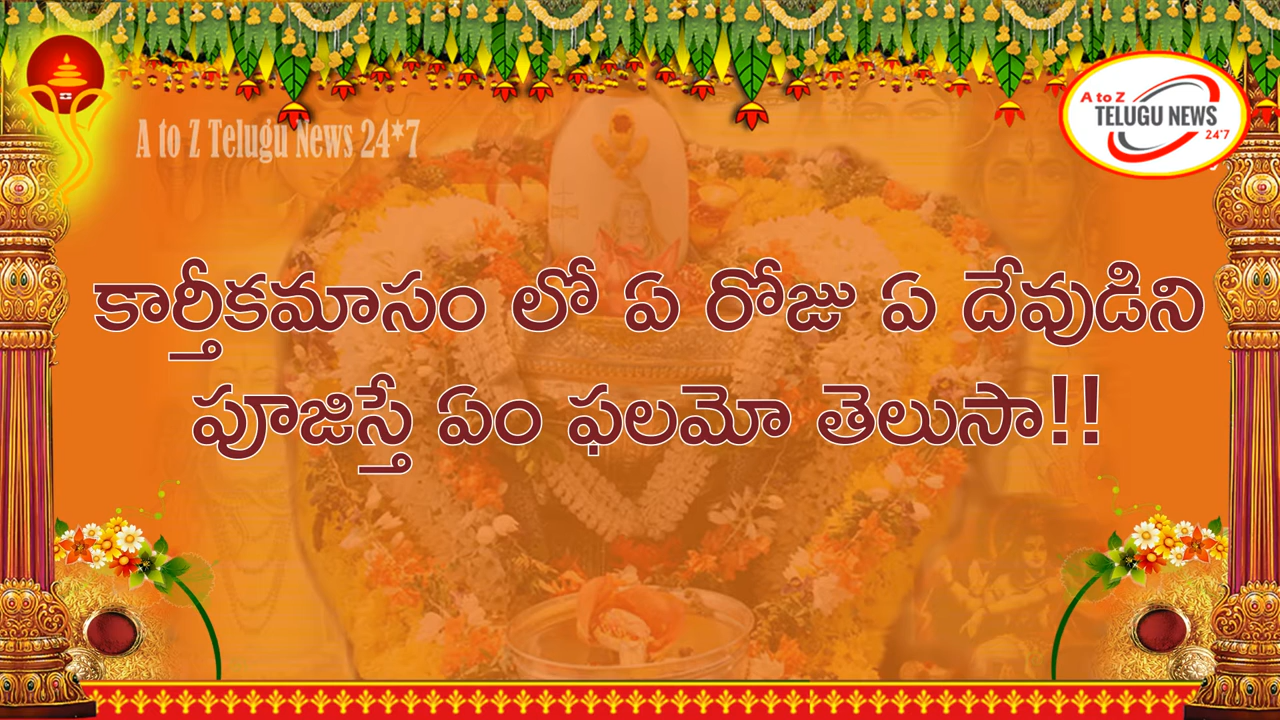 A to Z Telugu News 24*7
A to Z
TELUGU NEWS
24*7
కార్తీకమాసం లో ఏ రోజు ఏ దేవుడిని
పూజిస్తే ఏం ఫలమో తెలుసా!!